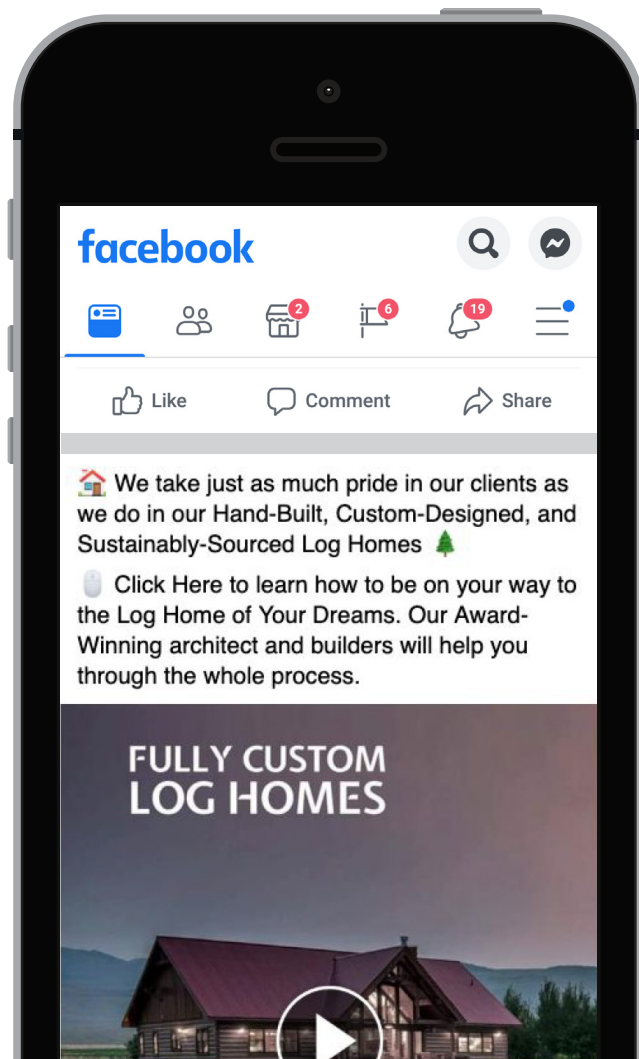 facebook
2
6
19
Like
Comment
Share
🏠 We take just as much pride in our clients as
we do in our Hand-Built, Custom-Designed, and
Sustainably-Sourced Log Homes 🌲
🖱️ Click Here to learn how to be on your way to
the Log Home of Your Dreams. Our Award-
Winning architect and builders will help you
through the whole process.
FULLY CUSTOM
LOG HOMES